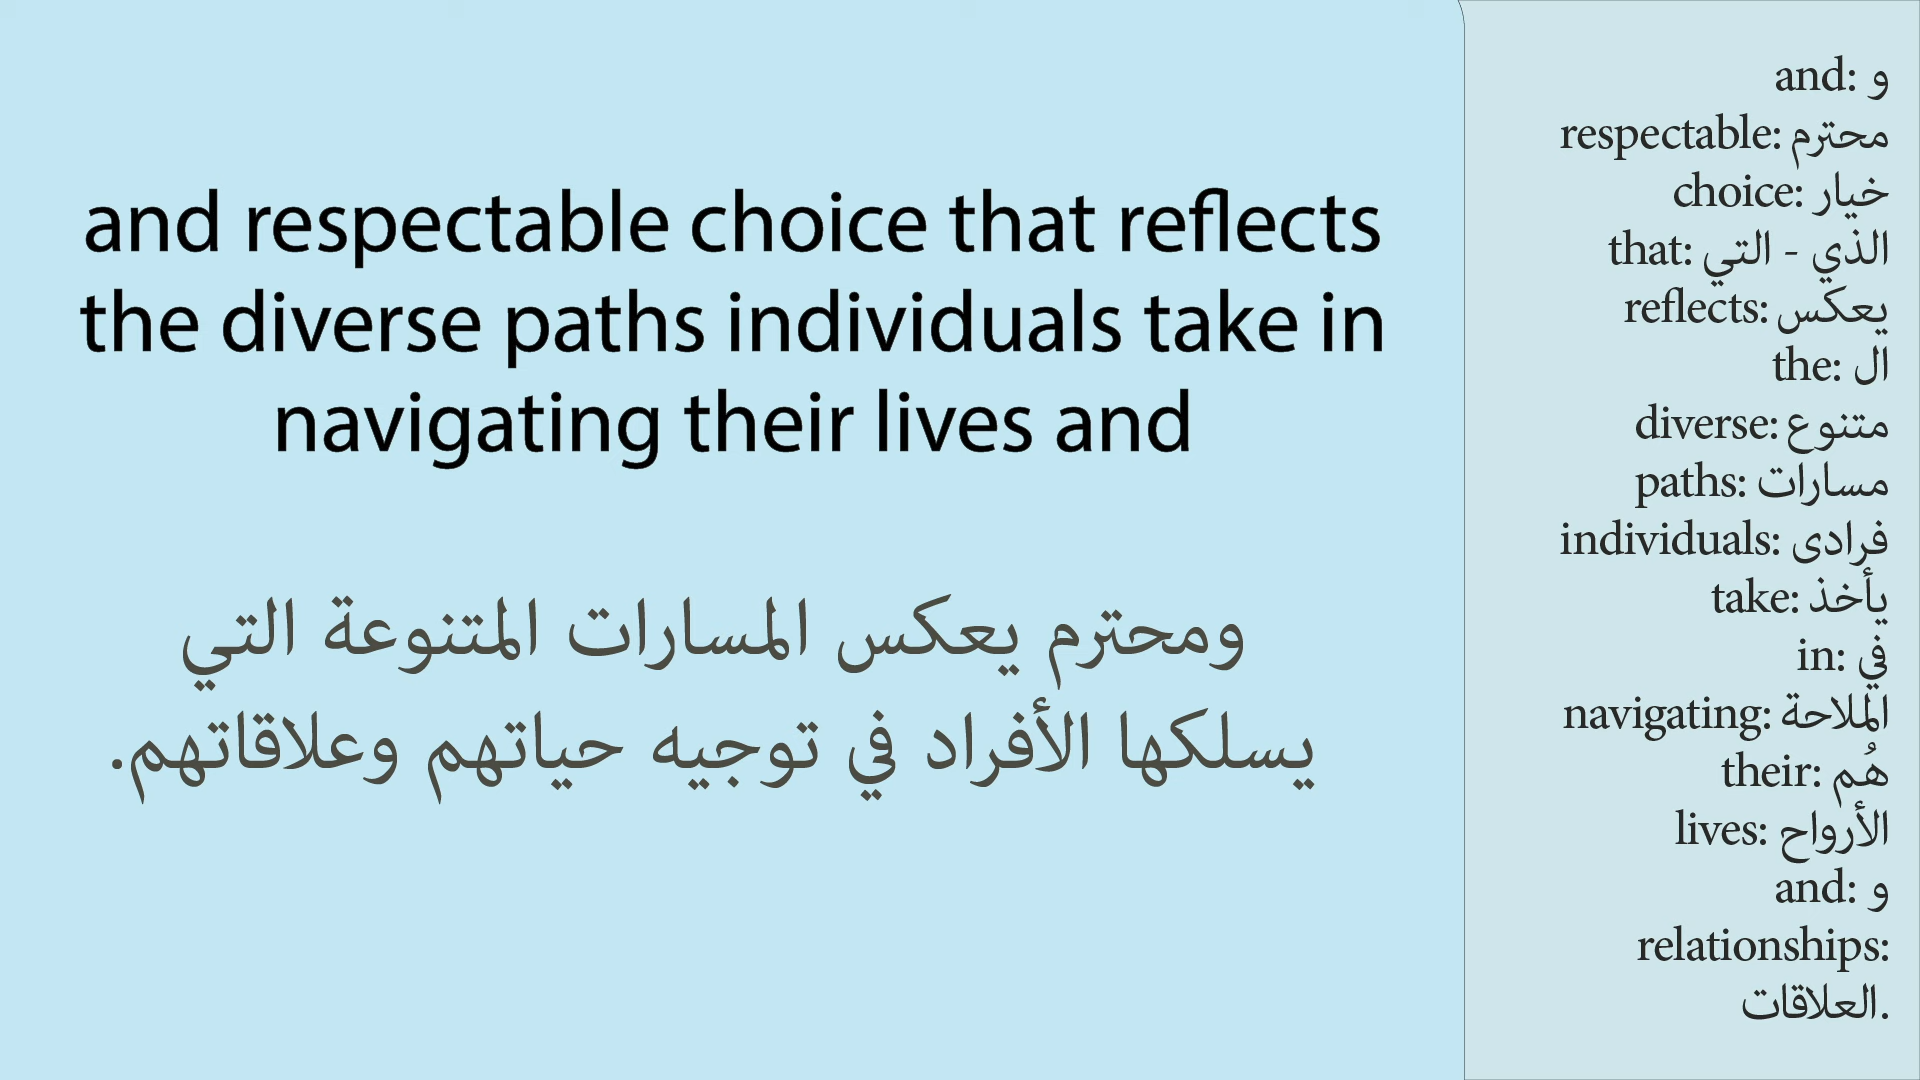 and respectable choice that reflects
the diverse paths individuals take in
navigating their lives and
ومحترم يعكس المسارات المتنوعة التي
يسلكها الأفراد في توجيه حياتهم وعلاقاتهم.
and: و
respectable: محترم
choice: خيار
that: الذي - التي
reflects: يعكس
the: ال
diverse: متنوع
paths: مسارات
individuals: فرادى
take: يأخذ
in: في
navigating: الملاحة
their: هُم
lives: الأرواح
and: و
relationships:
العلاقات.